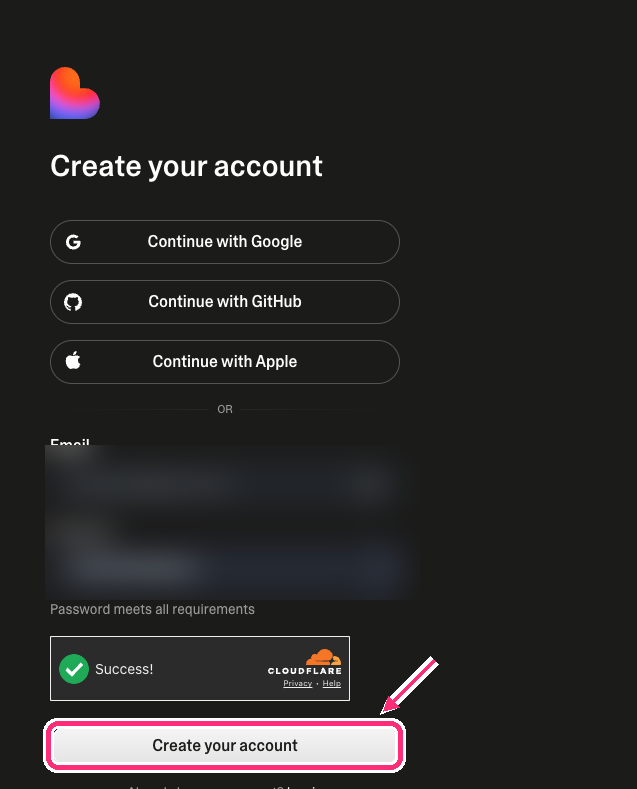 Create your account
Continue with Google
Continue with GitHub
Continue with Apple
OR
Email
Password meets all requirements
Success!
CLOUDFLARE
Privacy • Help
Create your account